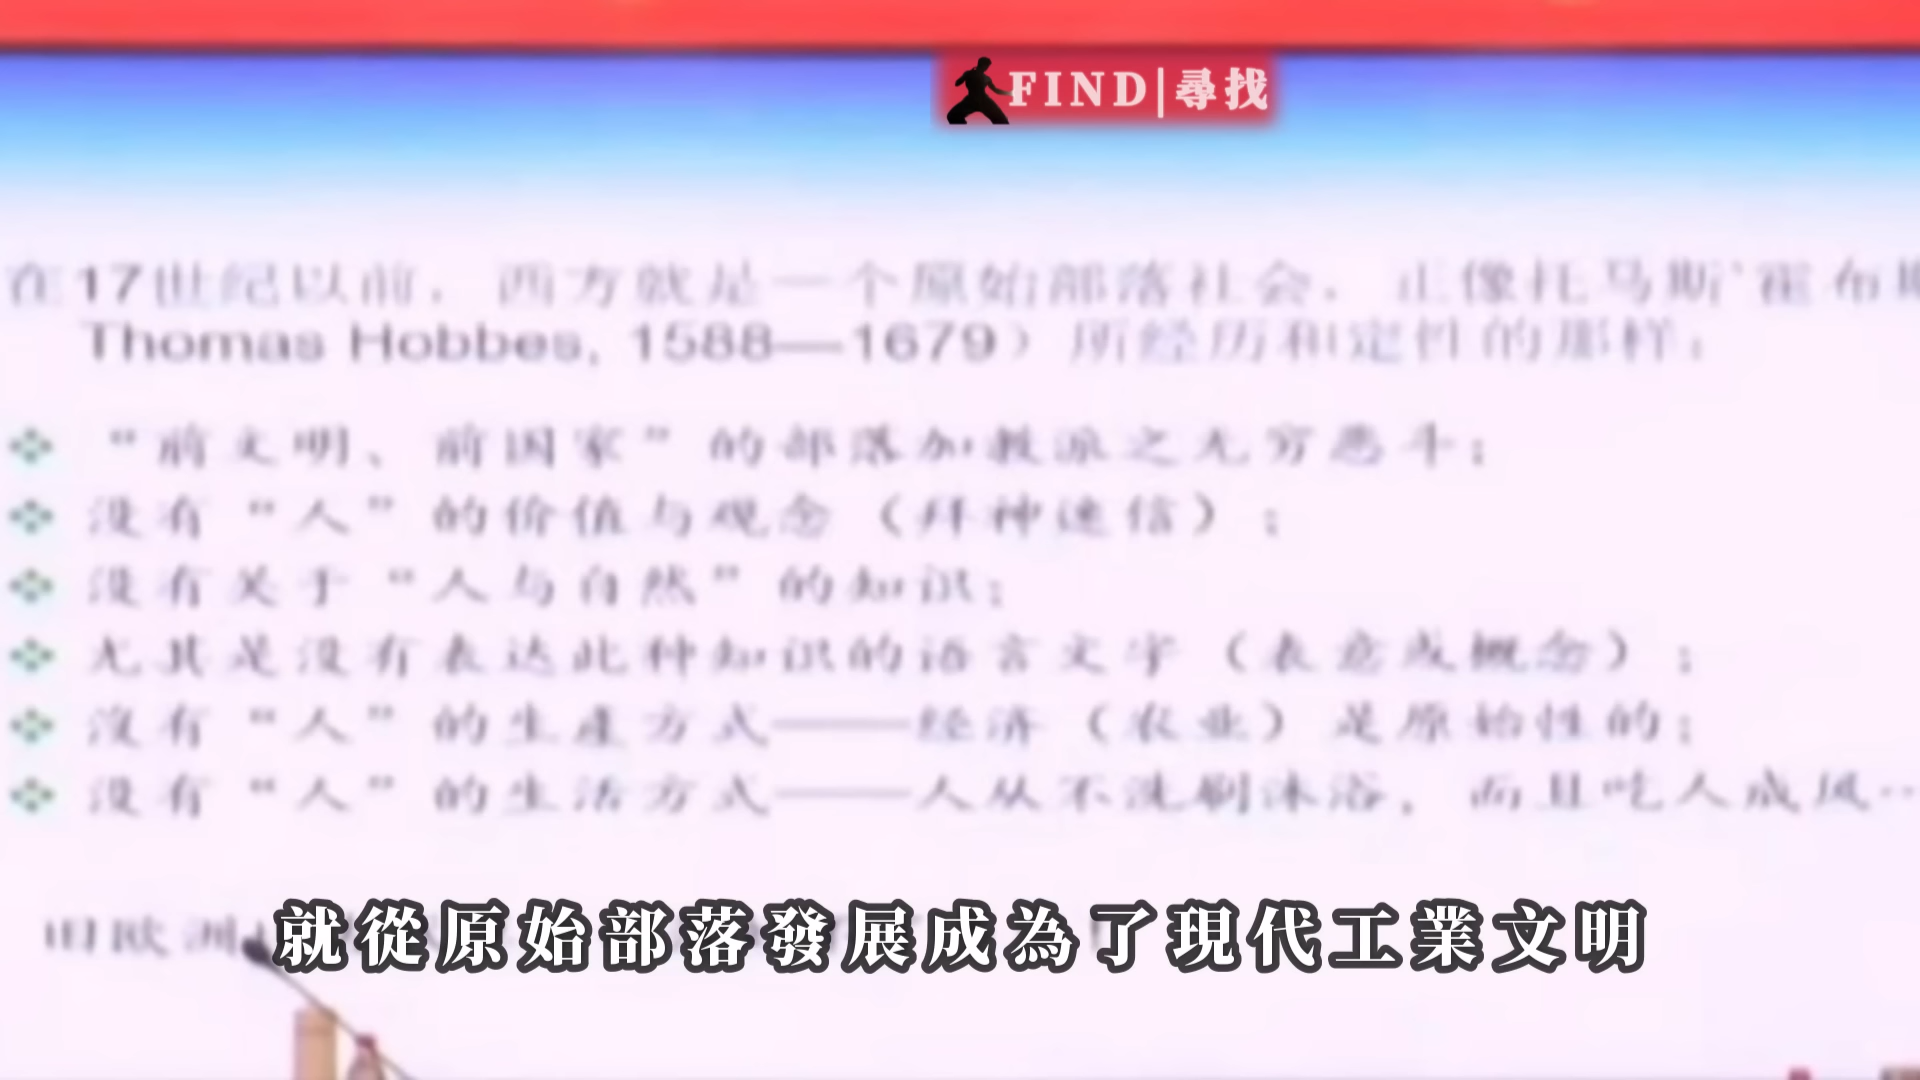 FIND|尋找
在17世纪以前，西方就是一个原始部落社会，正像托马斯·霍布斯
Thomas Hobbes, 1588—1679）所经历和定性的那样：
“前文明、前国家”的部落加教派之无穷恶斗；
没有“人”的价值与观念（拜神迷信）；
没有关于“人与自然”的知识；
尤其是没有表达此种知识的语言文字（表意或概念）；
没有“人”的生產方式——经济（农业）是原始性的；
没有“人”的生活方式——人从不洗刷沐浴，而且吃人成风…
旧欧洲
就從原始部落發展成為了現代工業文明